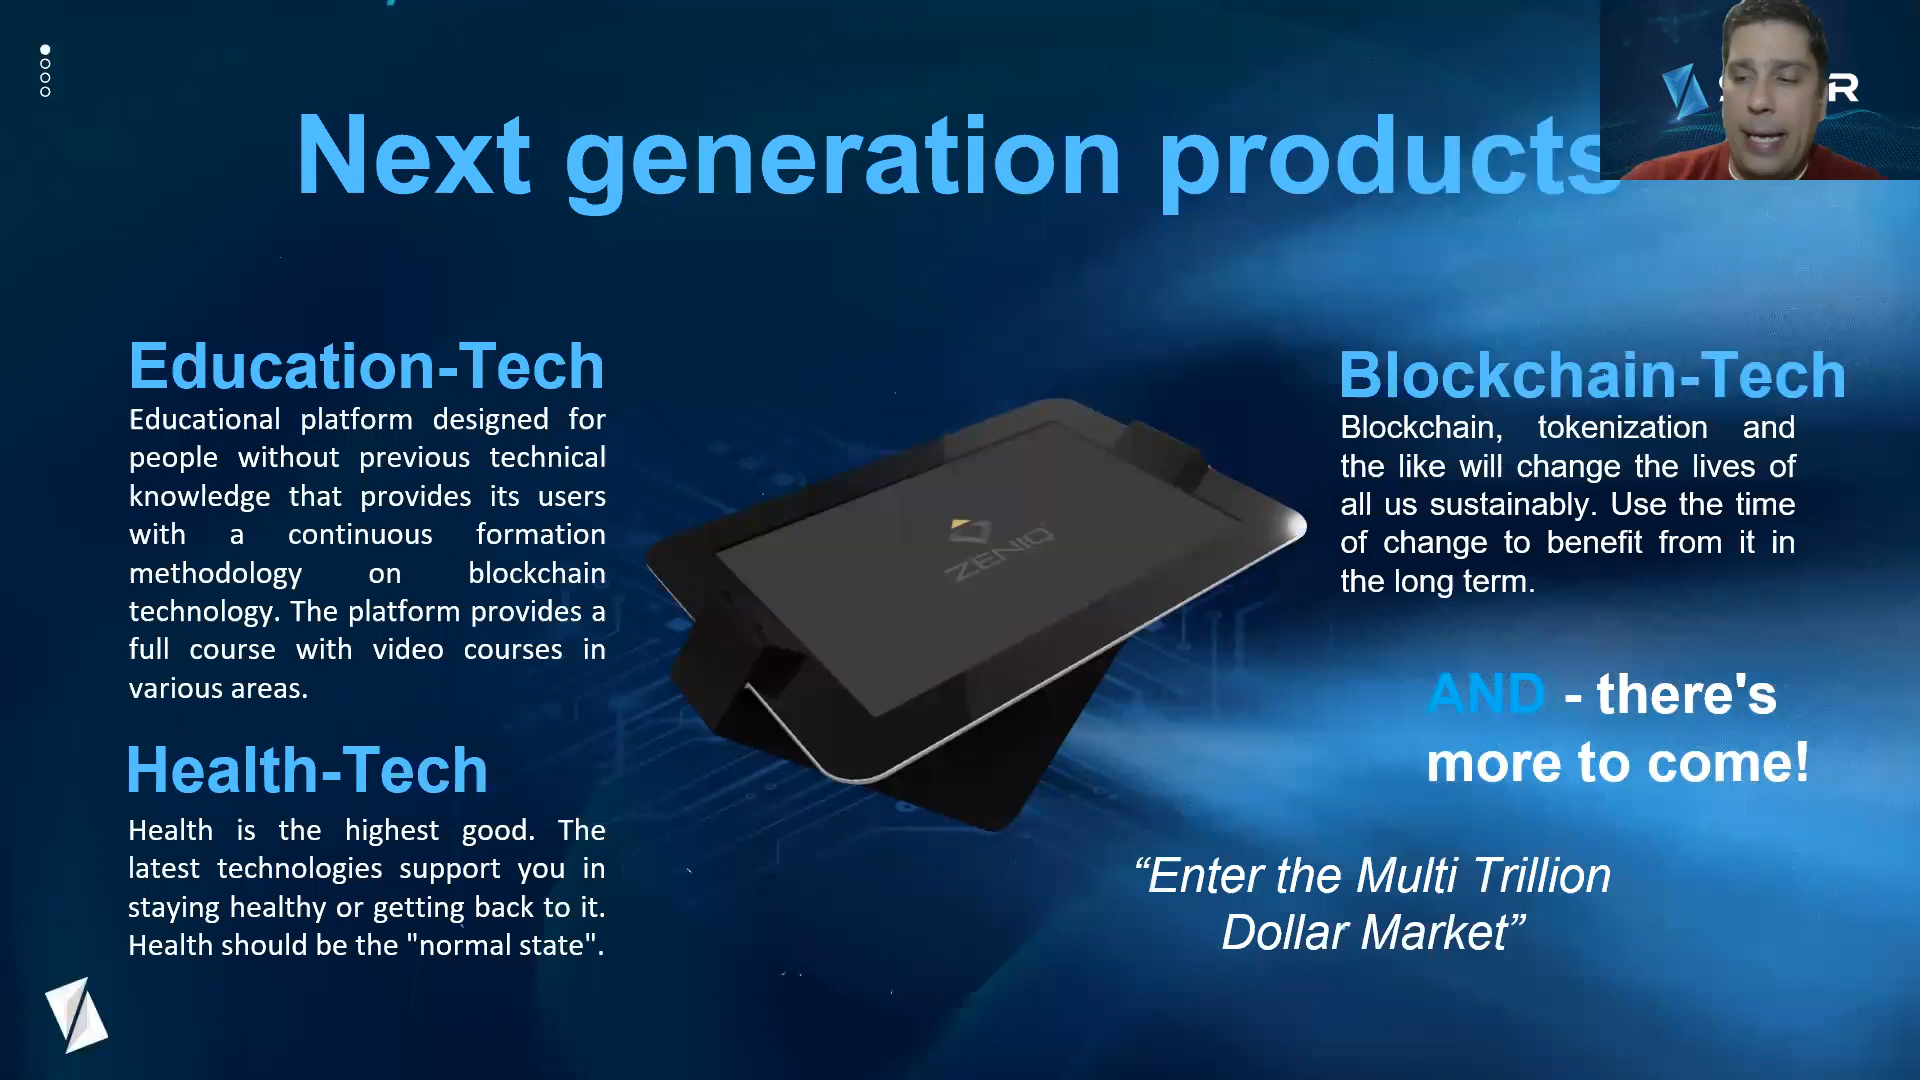 Next generation products
Education-Tech
Educational platform designed for
people without previous technical
knowledge that provides its users
with a continuous formation
methodology on blockchain
technology. The platform provides a
full course with video courses in
various areas.
Health-Tech
Health is the highest good. The
latest technologies support you in
staying healthy or getting back to it.
Health should be the "normal state".
ZENIQ
Blockchain-Tech
Blockchain, tokenization and
the like will change the lives of
all us sustainably. Use the time
of change to benefit from it in
the long term.
AND - there's
more to come!
“Enter the Multi Trillion
Dollar Market”